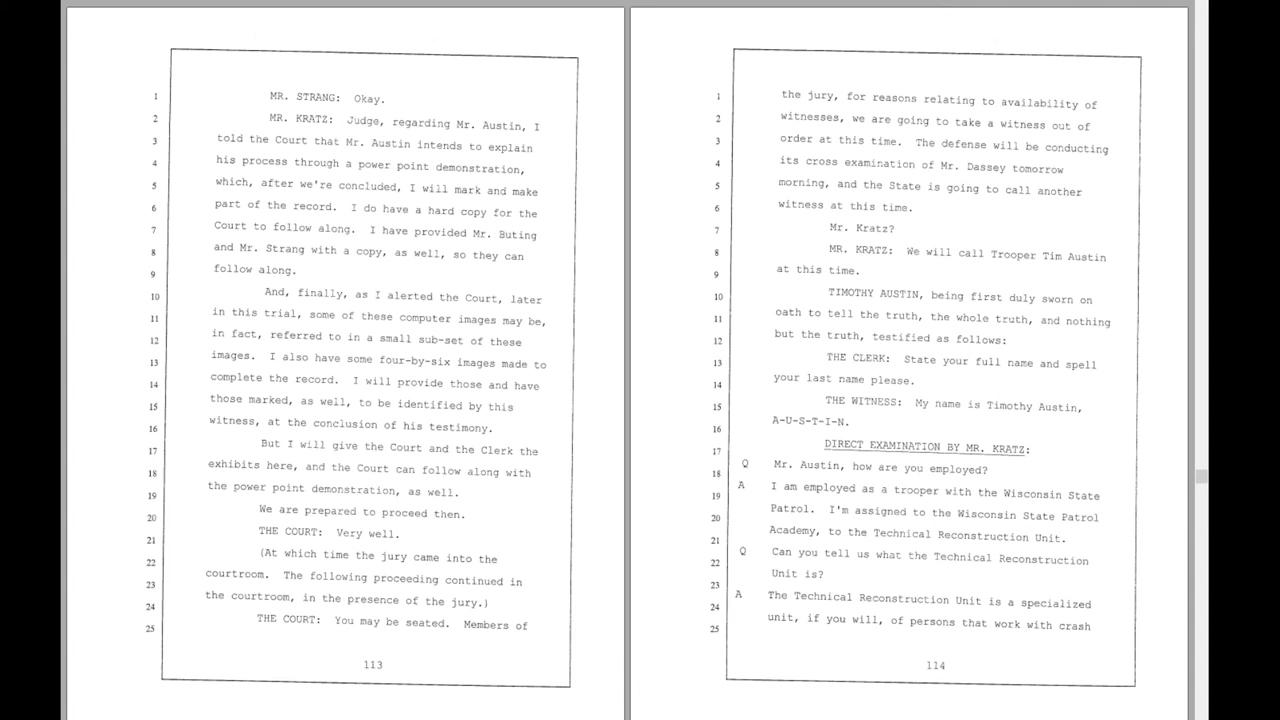 1 MR. STRANG: Okay.
2 MR. KRATZ: Judge, regarding Mr. Austin, I
3 told the Court that Mr. Austin intends to explain
4 his process through a power point demonstration,
5 which, after we're concluded, I will mark and make
6 part of the record. I do have a hard copy for the
7 Court to follow along. I have provided Mr. Buting
8 and Mr. Strang with a copy, as well, so they can
9 follow along.
10 And, finally, as I alerted the Court, later
11 in this trial, some of these computer images may be,
12 in fact, referred to in a small sub-set of these
13 images. I also have some four-by-six images made to
14 complete the record. I will provide those and have
15 those marked, as well, to be identified by this
16 witness, at the conclusion of his testimony.
17 But I will give the Court and the Clerk the
18 exhibits here, and the Court can follow along with
19 the power point demonstration, as well.
20 We are prepared to proceed then.
21 THE COURT: Very well.
22 (At which time the jury came into the
23 courtroom. The following proceeding continued in
24 the courtroom, in the presence of the jury.)
25 THE COURT: You may be seated. Members of
113
1 the jury, for reasons relating to availability of
2 witnesses, we are going to take a witness out of
3 order at this time. The defense will be conducting
4 its cross examination of Mr. Dassey tomorrow
5 morning, and the State is going to call another
6 witness at this time.
7 Mr. Kratz?
8 MR. KRATZ: We will call Trooper Tim Austin
9 at this time.
10 TIMOTHY AUSTIN, being first duly sworn on
11 oath to tell the truth, the whole truth, and nothing
12 but the truth, testified as follows:
13 THE CLERK: State your full name and spell
14 your last name please.
15 THE WITNESS: My name is Timothy Austin,
16 A-U-S-T-I-N.
17 DIRECT EXAMINATION BY MR. KRATZ:
18 Q Mr. Austin, how are you employed?
19 A I am employed as a trooper with the Wisconsin State
20 Patrol. I'm assigned to the Wisconsin State Patrol
21 Academy, to the Technical Reconstruction Unit.
22 Q Can you tell us what the Technical Reconstruction
23 Unit is?
24 A The Technical Reconstruction Unit is a specialized
25 unit, if you will, of persons that work with crash
114